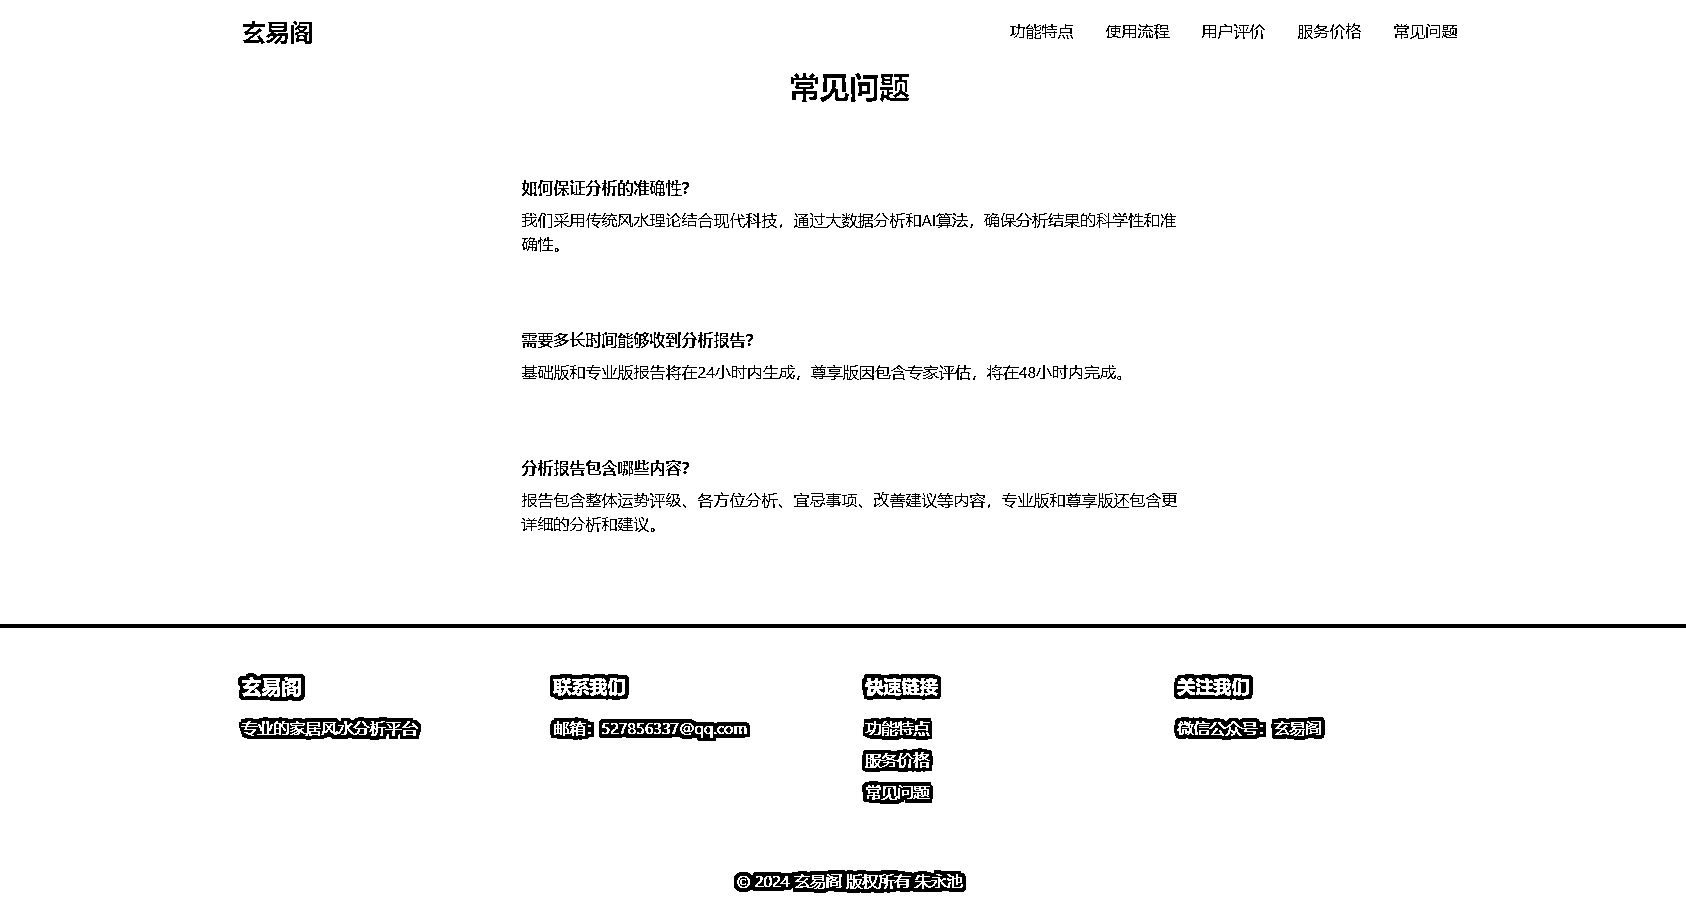 玄易阁
功能特点 使用流程 用户评价 服务价格 常见问题
常见问题
如何保证分析的准确性?
我们采用传统风水理论结合现代科技，通过大数据分析和AI算法，确保分析结果的科学性和准
确性。
需要多长时间能够收到分析报告?
基础版和专业版报告将在24小时内生成，尊享版因包含专家评估，将在48小时内完成。
分析报告包含哪些内容?
报告包含整体运势评级、各方位分析、宜忌事项、改善建议等内容，专业版和尊享版还包含更
详细的分析和建议。
玄易阁
专业的家居风水分析平台
联系我们
邮箱：527856337@qq.com
快速链接
功能特点
服务价格
常见问题
关注我们
微信公众号：玄易阁
© 2024 玄易阁 版权所有 朱永池